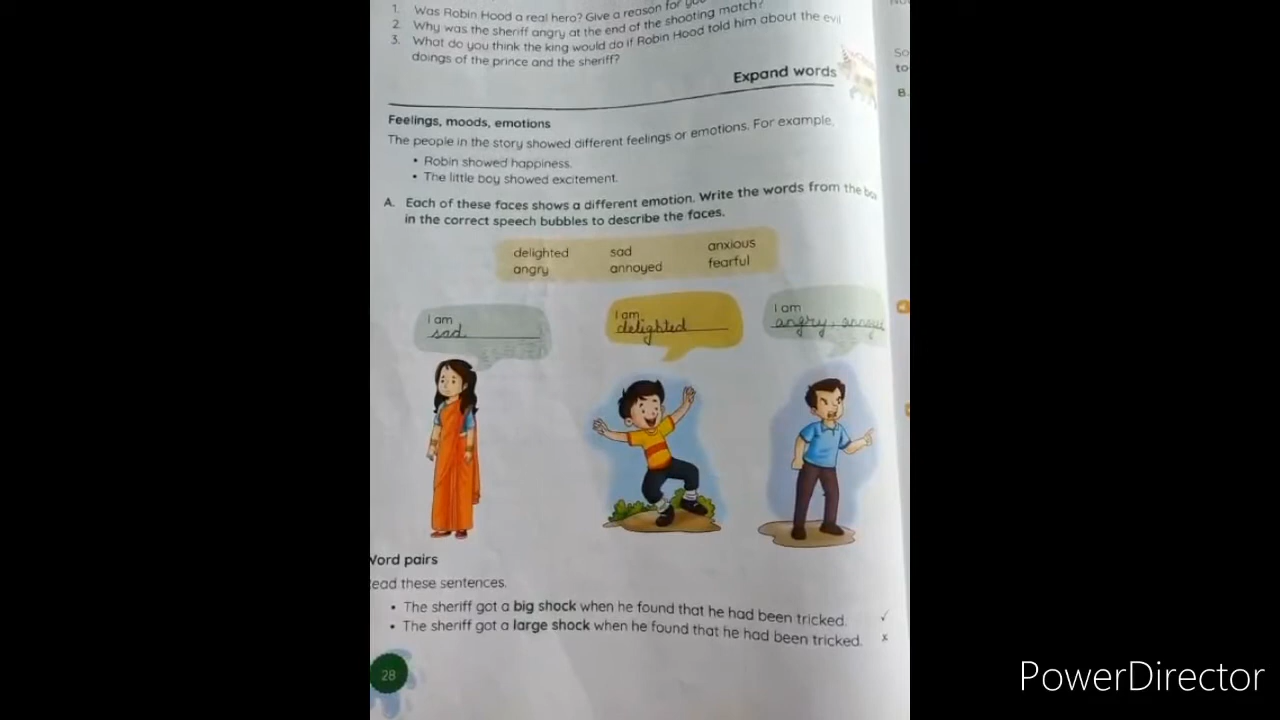 1. Was Robin Hood a real hero? Give a reason for
2. Why was the sheriff angry at the end of the shooting match?
3. What do you think the king would do if Robin Hood told him about the evil
doings of the prince and the sheriff?
Expand words
Feelings, moods, emotions
The people in the story showed different feelings or emotions. For example,
• Robin showed happiness.
• The little boy showed excitement.
A. Each of these faces shows a different emotion. Write the words from the box
in the correct speech bubbles to describe the faces.
delighted sad anxious
angry annoyed fearful
I am
sad
I am
delighted
I am
angry,
Word pairs
ead these sentences.
• The sheriff got a big shock when he found that he had been tricked. ✓
• The sheriff got a large shock when he found that he had been tricked. x
28
So
to
B.
PowerDirector